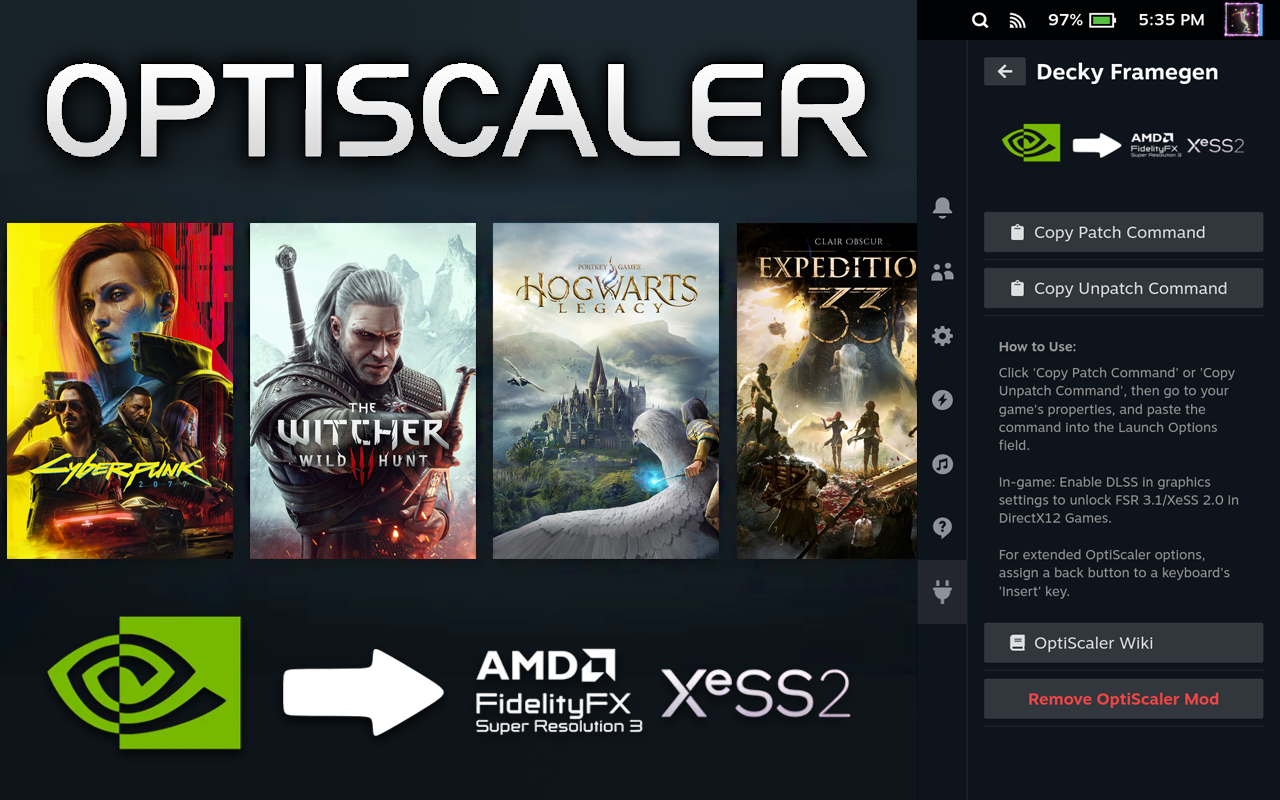 OPTISCALER
CYBERPUNK
2077
THE
WITCHER
WILD HUNT
PORTKEY GAMES
HOGWARTS
LEGACY
CLAIR OBSCUR
EXPEDITIO
33
AMD
FidelityFX
Super Resolution 3
XeSS2
97%
5:35 PM
Decky Framegen
AMD
FidelityFX
Super Resolution 3
XeSS2
Copy Patch Command
Copy Unpatch Command
How to Use:
Click 'Copy Patch Command' or 'Copy
Unpatch Command', then go to your
game's properties, and paste the
command into the Launch Options
field.
In-game: Enable DLSS in graphics
settings to unlock FSR 3.1/XeSS 2.0 in
DirectX12 Games.
For extended OptiScaler options,
assign a back button to a keyboard's
'Insert' key.
OptiScaler Wiki
Remove OptiScaler Mod